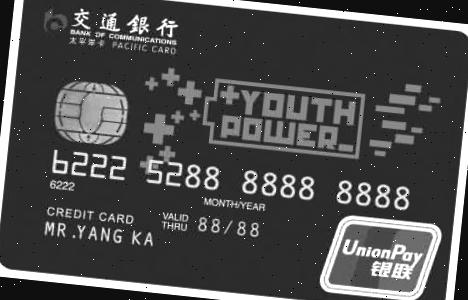 交通銀行
BANK OF COMMUNICATIONS
太平洋卡 PACIFIC CARD
YOUTH
POWER_
6222 5288 8888 8888
6222
MONTH/YEAR
CREDIT CARD
VALID
THRU
88/88
MR.YANG KA
UnionPay
银联